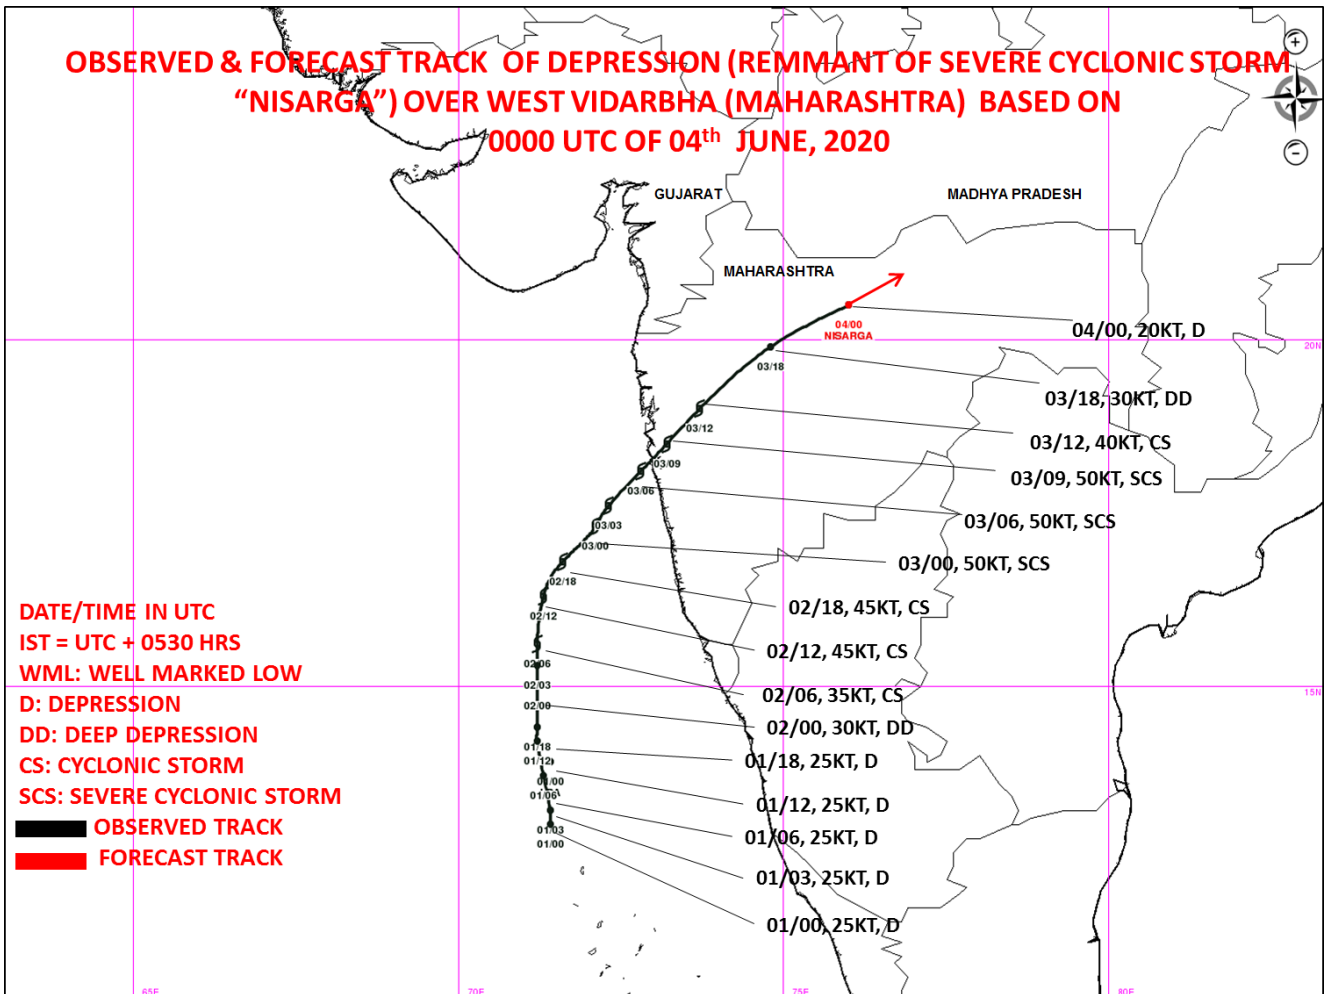 OBSERVED & FORECAST TRACK OF DEPRESSION (REMMANT OF SEVERE CYCLONIC STORM
“NISARGA”) OVER WEST VIDARBHA (MAHARASHTRA) BASED ON
0000 UTC OF 04th JUNE, 2020
+
−
GUJARAT
MADHYA PRADESH
MAHARASHTRA
04/00
NISARGA
04/00, 20KT, D
20N
03/18
03/18, 30KT, DD
03/12
03/12, 40KT, CS
03/09
03/09, 50KT, SCS
03/06
03/06, 50KT, SCS
03/03
03/00
03/00, 50KT, SCS
02/18
02/18, 45KT, CS
02/12
02/12, 45KT, CS
02/06
02/06, 35KT, CS
02/03
15N
02/00
02/00, 30KT, DD
01/18
01/18, 25KT, D
01/12
01/00
01/06
01/12, 25KT, D
01/03
01/06, 25KT, D
01/00
01/03, 25KT, D
01/00, 25KT, D
DATE/TIME IN UTC
IST = UTC + 0530 HRS
WML: WELL MARKED LOW
D: DEPRESSION
DD: DEEP DEPRESSION
CS: CYCLONIC STORM
SCS: SEVERE CYCLONIC STORM
OBSERVED TRACK
FORECAST TRACK
65E
70E
75E
80E